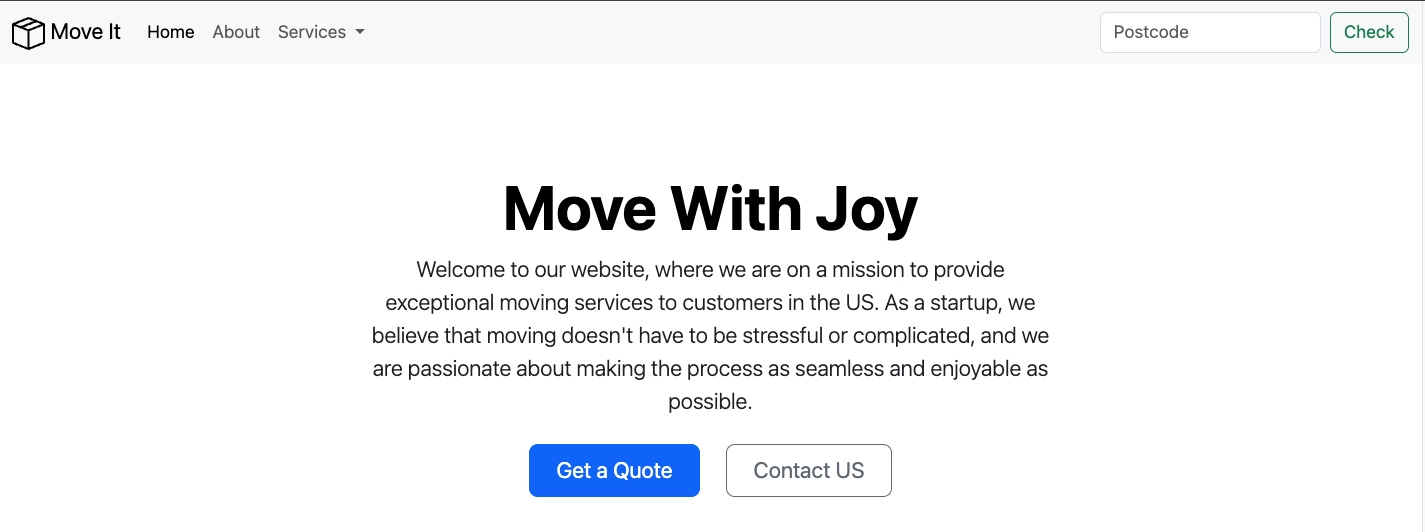 Move It Home About Services Postcode Check
Move With Joy
Welcome to our website, where we are on a mission to provide
exceptional moving services to customers in the US. As a startup, we
believe that moving doesn't have to be stressful or complicated, and we
are passionate about making the process as seamless and enjoyable as
possible.
Get a Quote Contact US